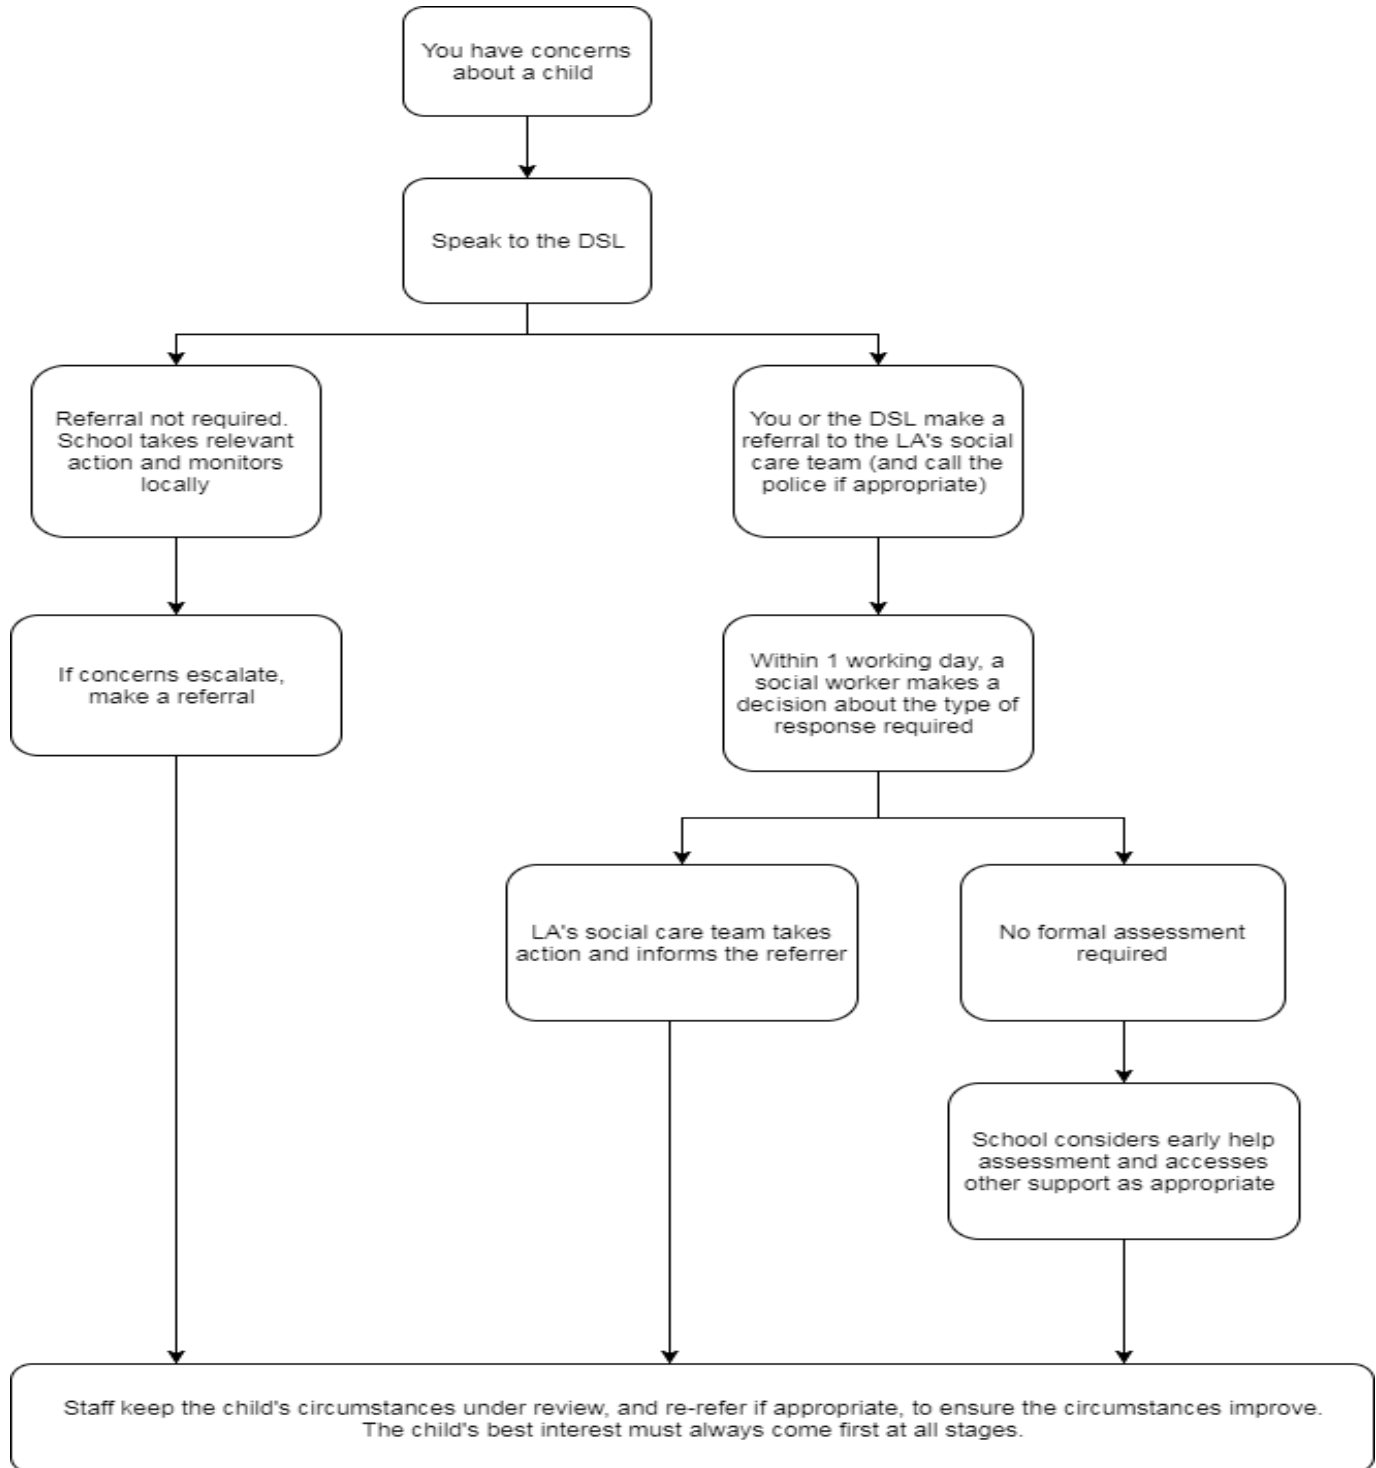 You have concerns
about a child
Speak to the DSL
Referral not required.
School takes relevant
action and monitors
locally
You or the DSL make a
referral to the LA's social
care team (and call the
police if appropriate)
If concerns escalate,
make a referral
Within 1 working day, a
social worker makes a
decision about the type of
response required
LA's social care team takes
action and informs the referrer
No formal assessment
required
School considers early help
assessment and accesses
other support as appropriate
Staff keep the child's circumstances under review, and re-refer if appropriate, to ensure the circumstances improve.
The child's best interest must always come first at all stages.